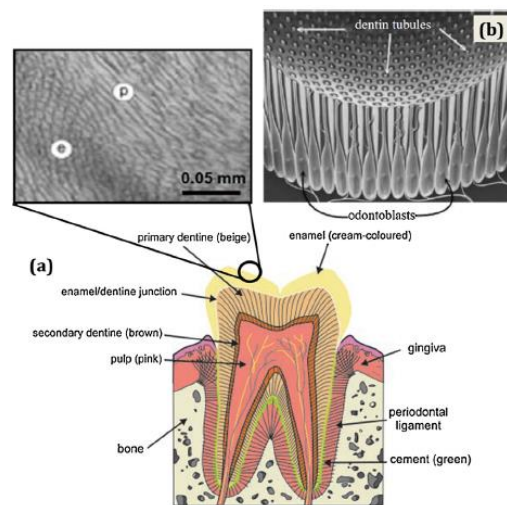 dentin tubules
(b)
p
e
0.05 mm
odontoblasts
primary dentine (beige)
enamel (cream-coloured)
(a)
enamel/dentine junction
secondary dentine (brown)
pulp (pink)
gingiva
periodontal
ligament
bone
cement (green)